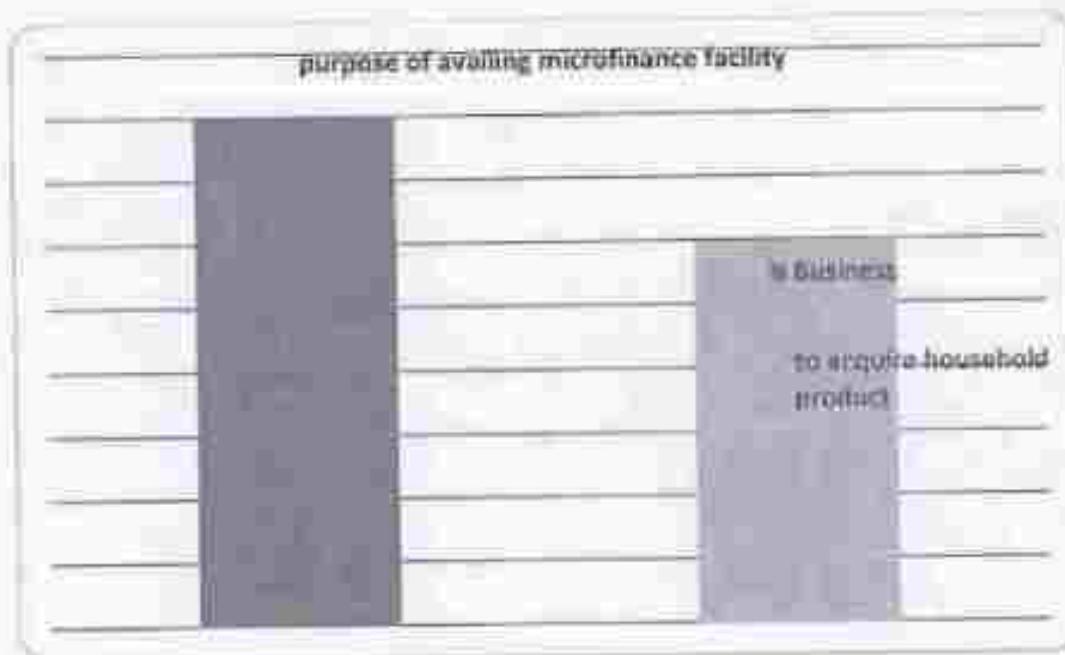 purpose of availing microfinance facility
Business
to acquire household
product